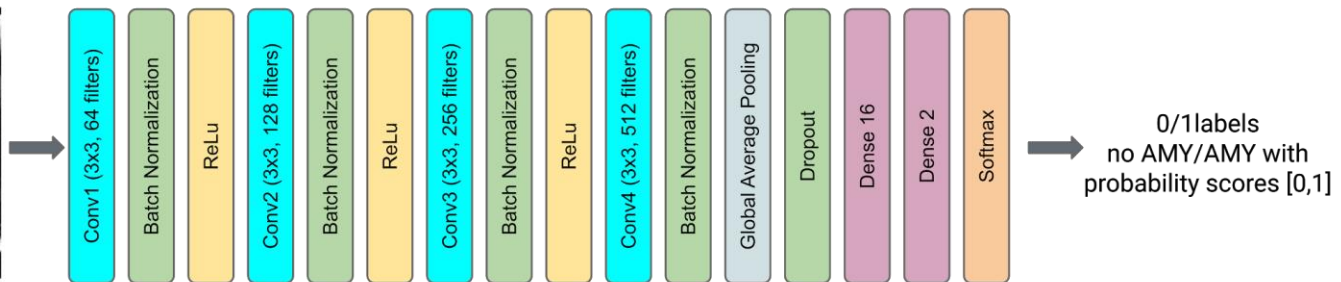 Conv1 (3x3, 64 filters)
Batch Normalization
ReLu
Conv2 (3x3, 128 filters)
Batch Normalization
ReLu
Conv3 (3x3, 256 filters)
Batch Normalization
ReLu
Conv4 (3x3, 512 filters)
Batch Normalization
Global Average Pooling
Dropout
Dense 16
Dense 2
Softmax
0/1labels
no AMY/AMY with
probability scores [0,1]